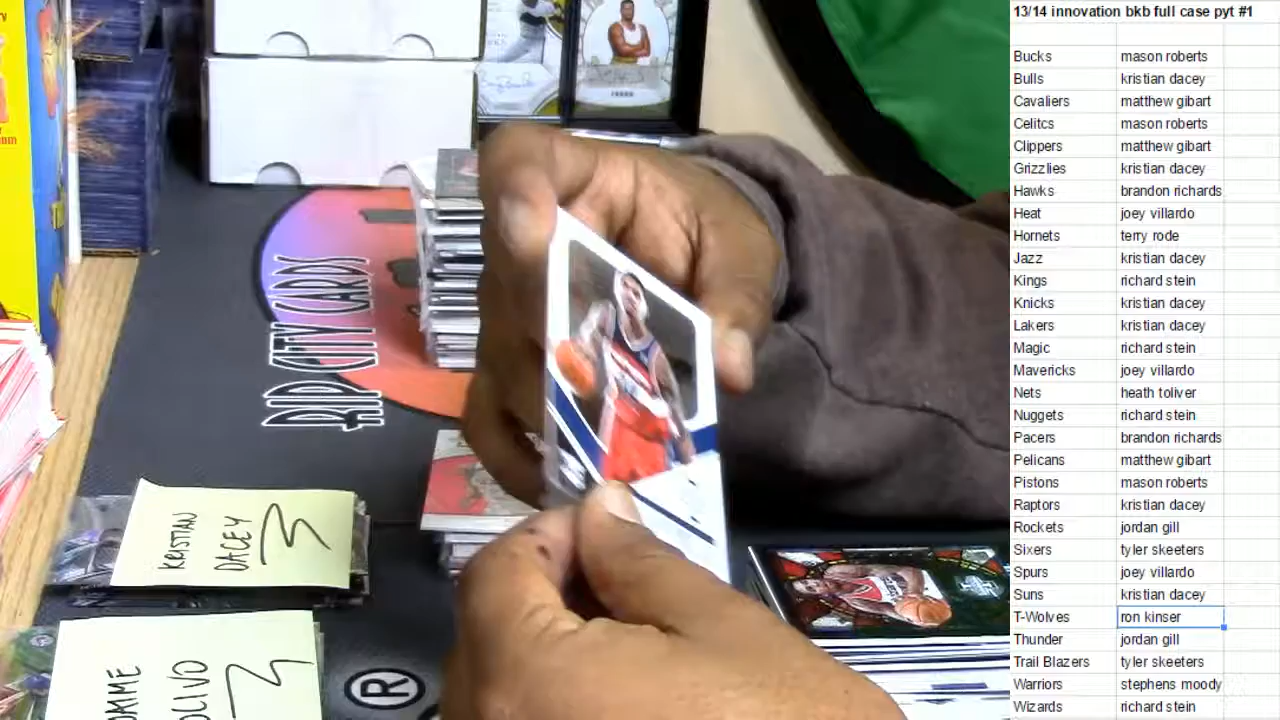 13/14 innovation bkb full case pyt #1
Bucks mason roberts
Bulls kristian dacey
Cavaliers matthew gibart
Celitcs mason roberts
Clippers matthew gibart
Grizzlies kristian dacey
Hawks brandon richards
Heat joey villardo
Hornets terry rode
Jazz kristian dacey
Kings richard stein
Knicks kristian dacey
Lakers kristian dacey
Magic richard stein
Mavericks joey villardo
Nets heath toliver
Nuggets richard stein
Pacers brandon richards
Pelicans matthew gibart
Pistons mason roberts
Raptors kristian dacey
Rockets jordan gill
Sixers tyler skeeters
Spurs joey villardo
Suns kristian dacey
T-Wolves ron kinser
Thunder jordan gill
Trail Blazers tyler skeeters
Warriors stephens moody
Wizards richard stein
RIP CITY CARDS
KRISTIAN
DACEY
3
OLIVO
3
®